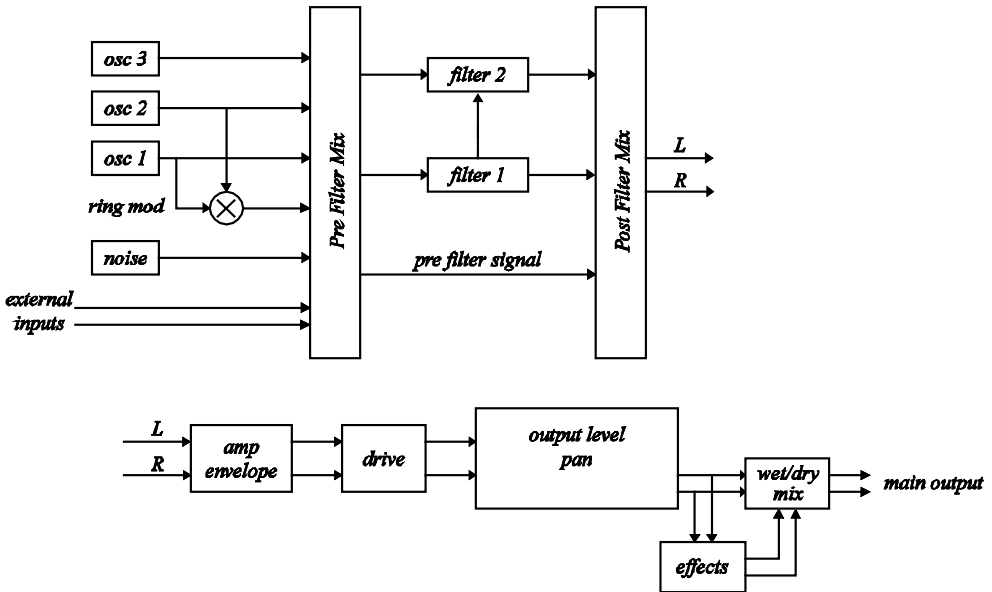 osc 3
osc 2
osc 1
ring mod
noise
external
inputs
Pre Filter Mix
filter 2
filter 1
pre filter signal
Post Filter Mix
L
R
L
R
amp
envelope
drive
output level
pan
wet/dry
mix
main output
effects